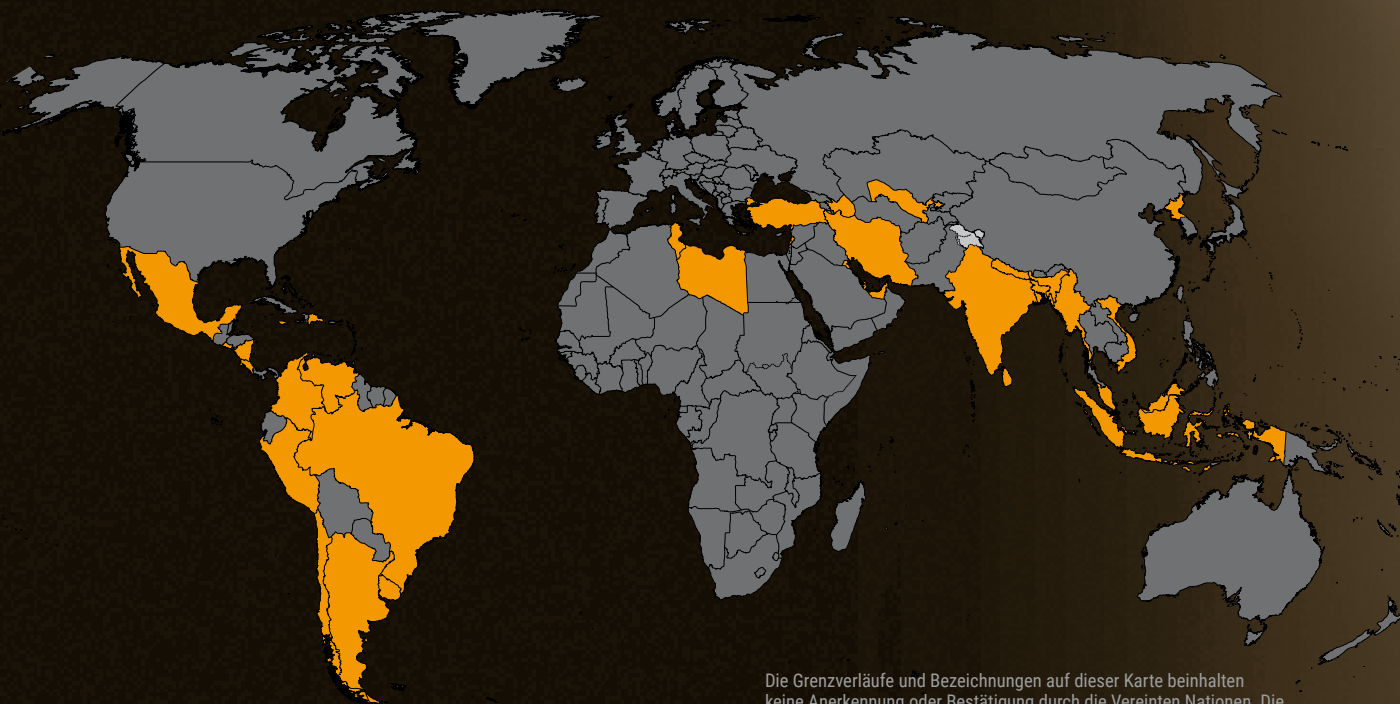 Die Grenzverläufe und Bezeichnungen auf dieser Karte beinhalten
keine Anerkennung oder Bestätigung durch die Vereinten Nationen. Die